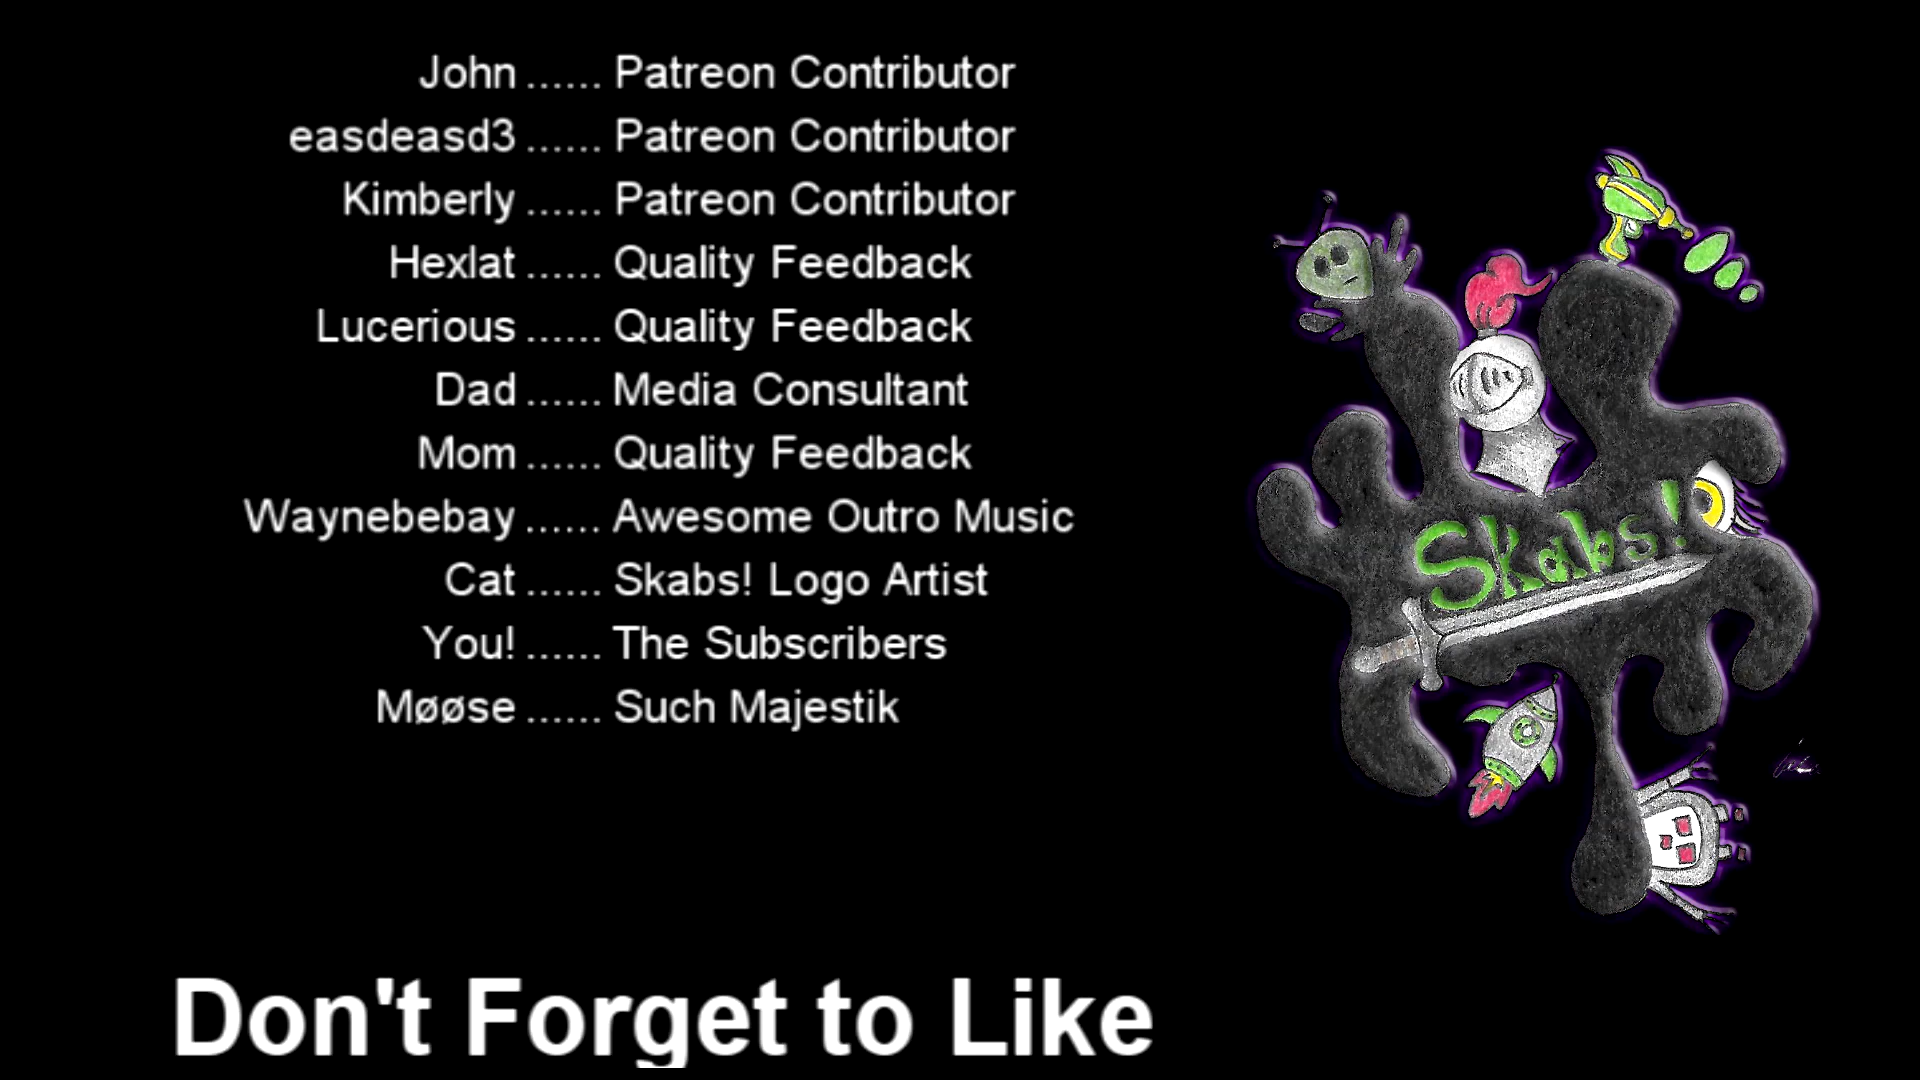 John ...... Patreon Contributor
easdeasd3 ...... Patreon Contributor
Kimberly ...... Patreon Contributor
Hexlat ...... Quality Feedback
Lucerious ...... Quality Feedback
Dad ...... Media Consultant
Mom ...... Quality Feedback
Waynebebay ...... Awesome Outro Music
Cat ...... Skabs! Logo Artist
You! ...... The Subscribers
Møøse ...... Such Majestik
Skabs!
Don't Forget to Like